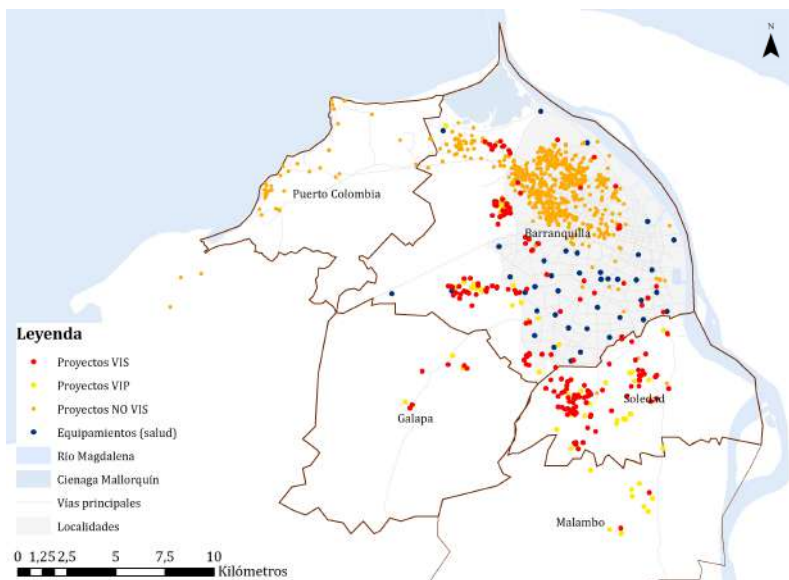 N
Puerto Colombia
Barranquilla
Leyenda
Proyectos VIS
Proyectos VIP
Proyectos NO VIS
Equipamientos (salud)
Río Magdalena
Cienaga Mallorquín
Vías principales
Localidades
Galapa
Soledad
Malambo
0 1,25 2,5 5 7,5 10
Kilómetros